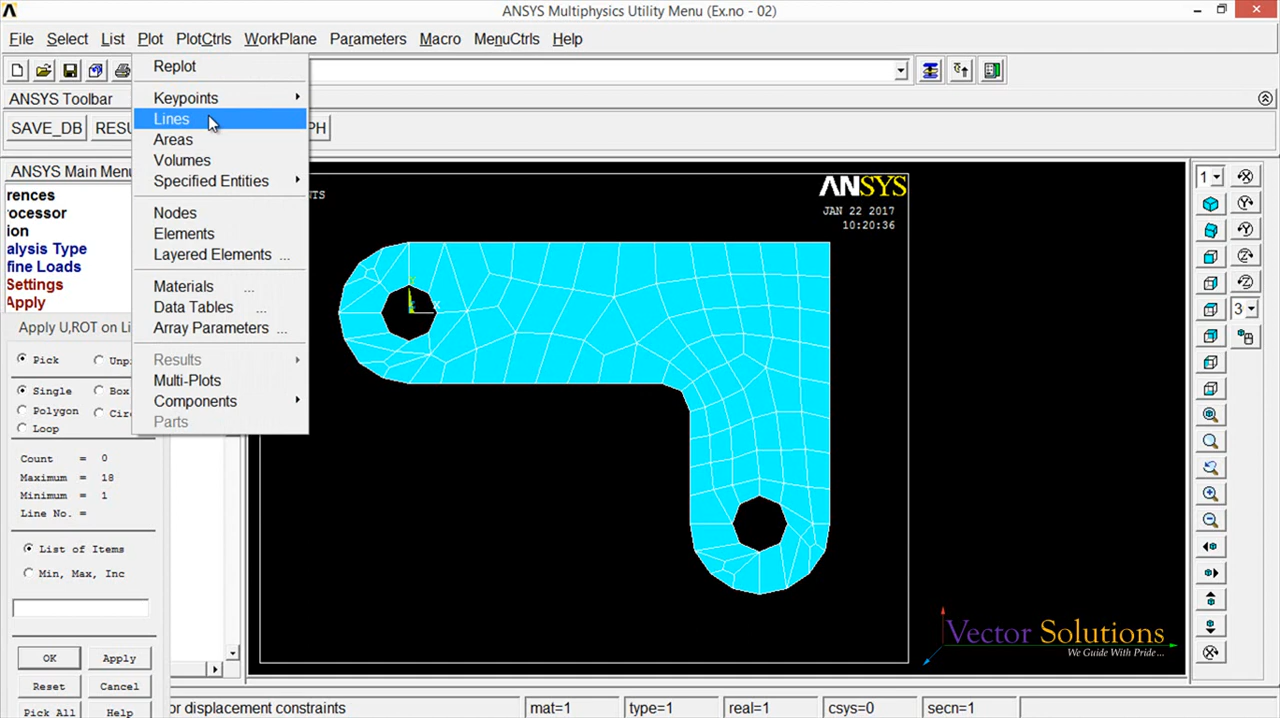 ANSYS Multiphysics Utility Menu (Ex.no - 02)
File Select List Plot PlotCtrls WorkPlane Parameters Macro MenuCtrls Help
Replot
Keypoints
Lines
Areas
Volumes
Specified Entities
Nodes
Elements
Layered Elements ...
Materials ...
Data Tables ...
Array Parameters ...
Results
Multi-Plots
Components
Parts
ANSYS Toolbar
SAVE_DB RESU PH
ANSYS Main Menu
rences
rocessor
ion
alysis Type
fine Loads
Settings
Apply
Apply U,ROT on Li
Pick Unp
Single Box
Polygon Cir
Loop
Count = 0
Maximum = 18
Minimum = 1
Line No. =
List of Items
Min, Max, Inc
OK Apply
Reset Cancel
Pick All Help
NTS
ANSYS
JAN 22 2017
10:20:36
Y
X
1
3
Vector Solutions
We Guide With Pride...
or displacement constraints
mat=1 type=1 real=1 csys=0 secn=1